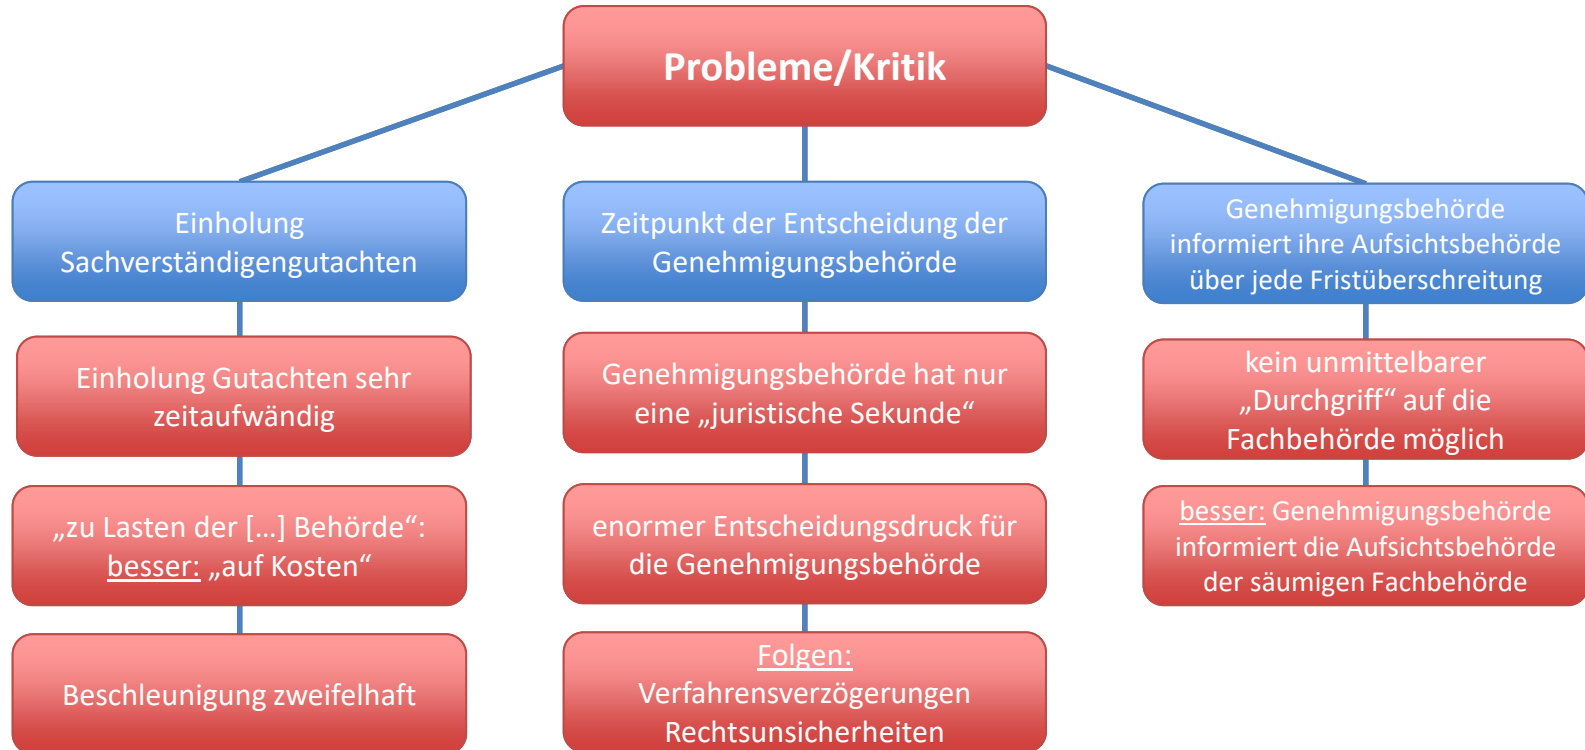 Probleme/Kritik
Einholung
Sachverständigengutachten
Einholung Gutachten sehr
zeitaufwändig
„zu Lasten der [...] Behörde“:
besser: „auf Kosten“
Beschleunigung zweifelhaft
Zeitpunkt der Entscheidung der
Genehmigungsbehörde
Genehmigungsbehörde hat nur
eine „juristische Sekunde“
enormer Entscheidungsdruck für
die Genehmigungsbehörde
Folgen:
Verfahrensverzögerungen
Rechtsunsicherheiten
Genehmigungsbehörde
informiert ihre Aufsichtsbehörde
über jede Fristüberschreitung
kein unmittelbarer
„Durchgriff“ auf die
Fachbehörde möglich
besser: Genehmigungsbehörde
informiert die Aufsichtsbehörde
der säumigen Fachbehörde